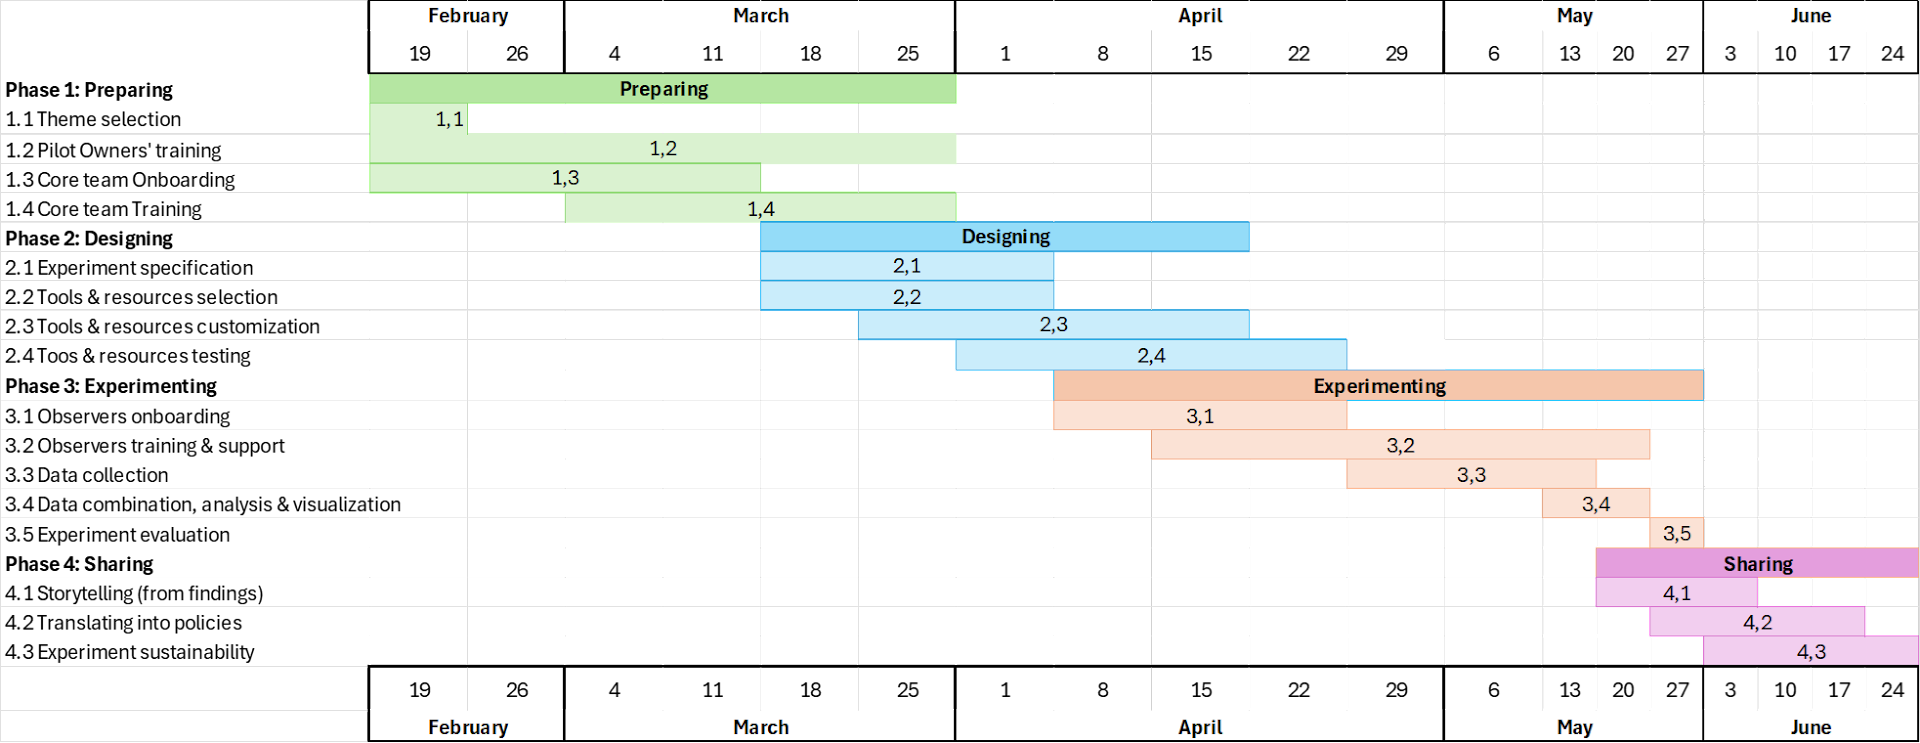 February March April May June
19 26 4 11 18 25 1 8 15 22 29 6 13 20 27 3 10 17 24
Phase 1: Preparing Preparing
1.1 Theme selection 1,1
1.2 Pilot Owners' training 1,2
1.3 Core team Onboarding 1,3
1.4 Core team Training 1,4
Phase 2: Designing Designing
2.1 Experiment specification 2,1
2.2 Tools & resources selection 2,2
2.3 Tools & resources customization 2,3
2.4 Toos & resources testing 2,4
Phase 3: Experimenting Experimenting
3.1 Observers onboarding 3,1
3.2 Observers training & support 3,2
3.3 Data collection 3,3
3.4 Data combination, analysis & visualization 3,4
3.5 Experiment evaluation 3,5
Phase 4: Sharing Sharing
4.1 Storytelling (from findings) 4,1
4.2 Translating into policies 4,2
4.3 Experiment sustainability 4,3
19 26 4 11 18 25 1 8 15 22 29 6 13 20 27 3 10 17 24
February March April May June